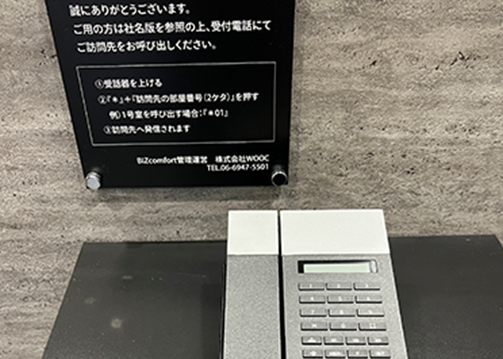 誠にありがとうございます。
ご用の方は社名版を参照の上、受付電話にて
ご訪問先をお呼び出しください。
①受話器を上げる
②『＊』＋『訪問先の部屋番号(2ケタ)』を押す
例)1号室を呼び出す場合:『＊01』
③訪問先へ発信されます
BIZcomfort管理運営　株式会社WOOC
TEL.06-6947-5501